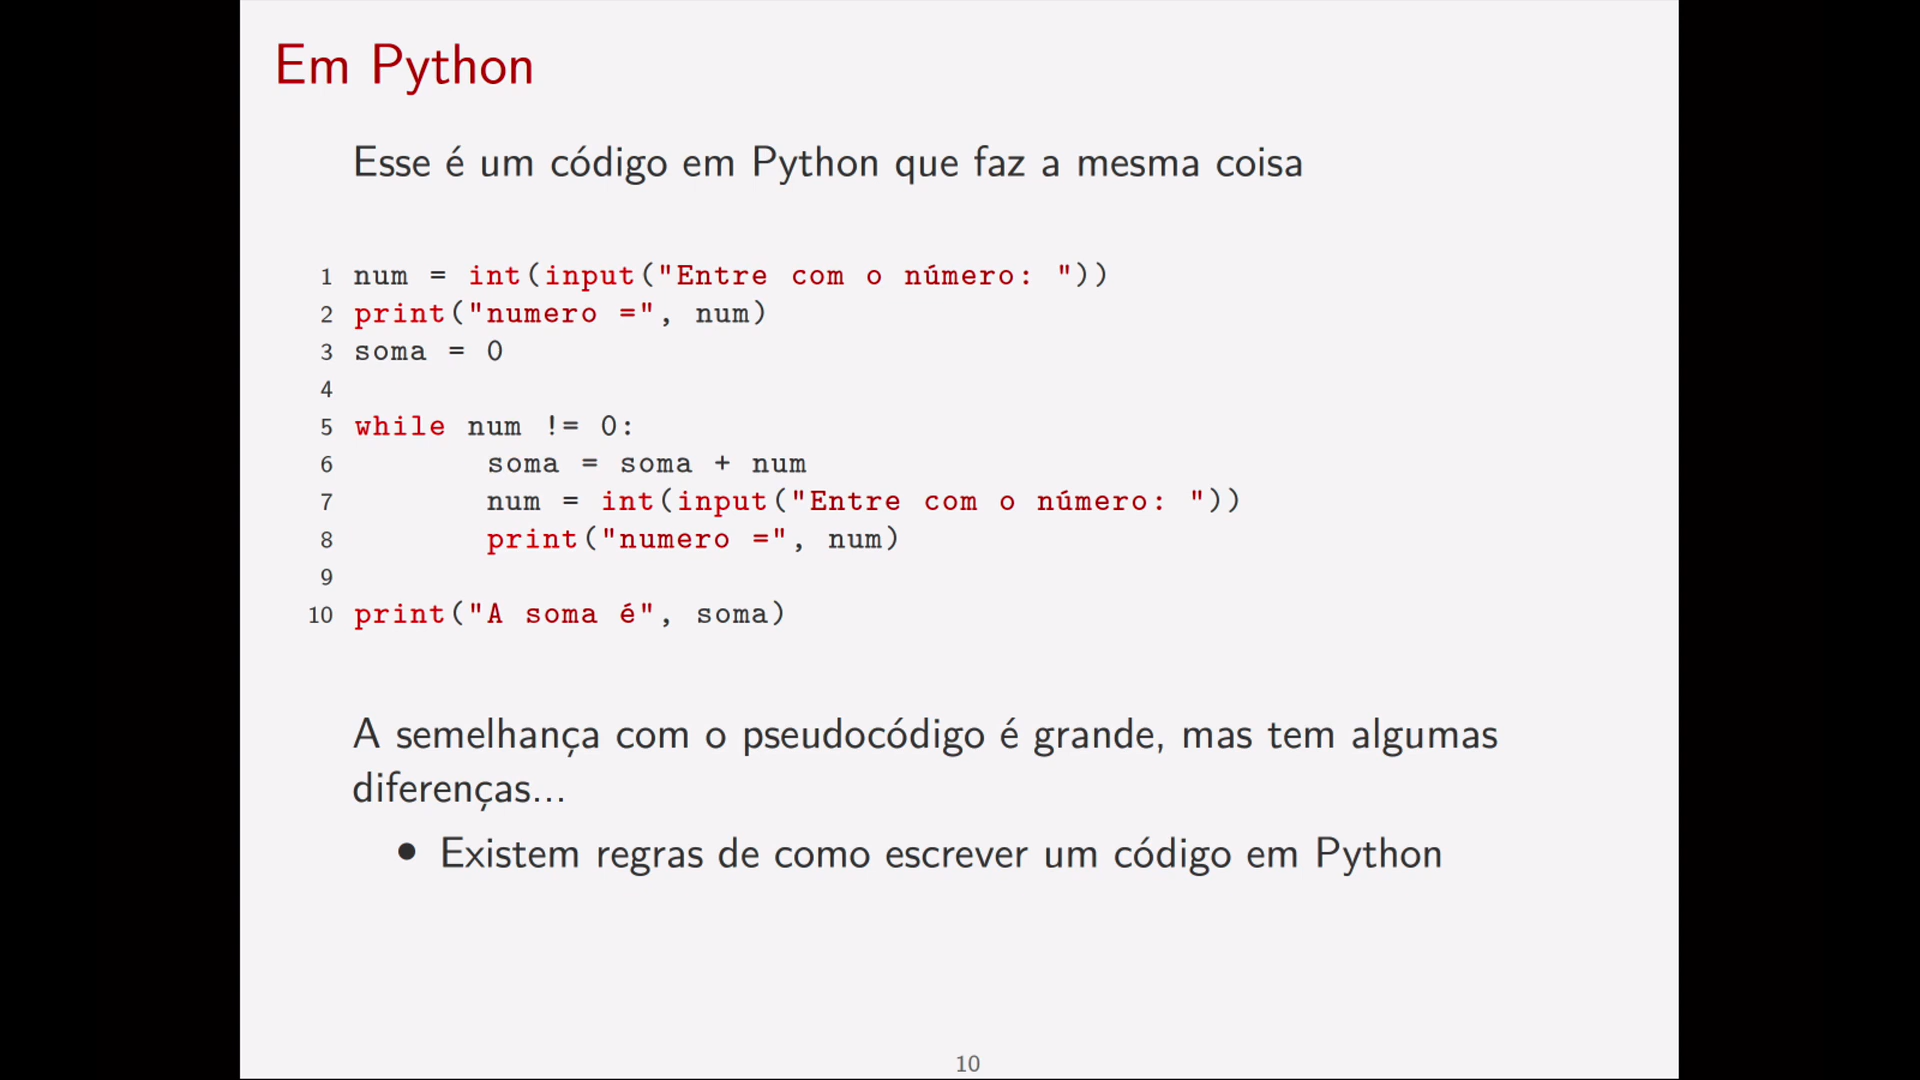 Em Python
Esse é um código em Python que faz a mesma coisa
1 num = int(input("Entre com o número: "))
2 print("numero =", num)
3 soma = 0
4
5 while num != 0:
6 soma = soma + num
7 num = int(input("Entre com o número: "))
8 print("numero =", num)
9
10 print("A soma é", soma)
A semelhança com o pseudocódigo é grande, mas tem algumas
diferenças...
• Existem regras de como escrever um código em Python
10